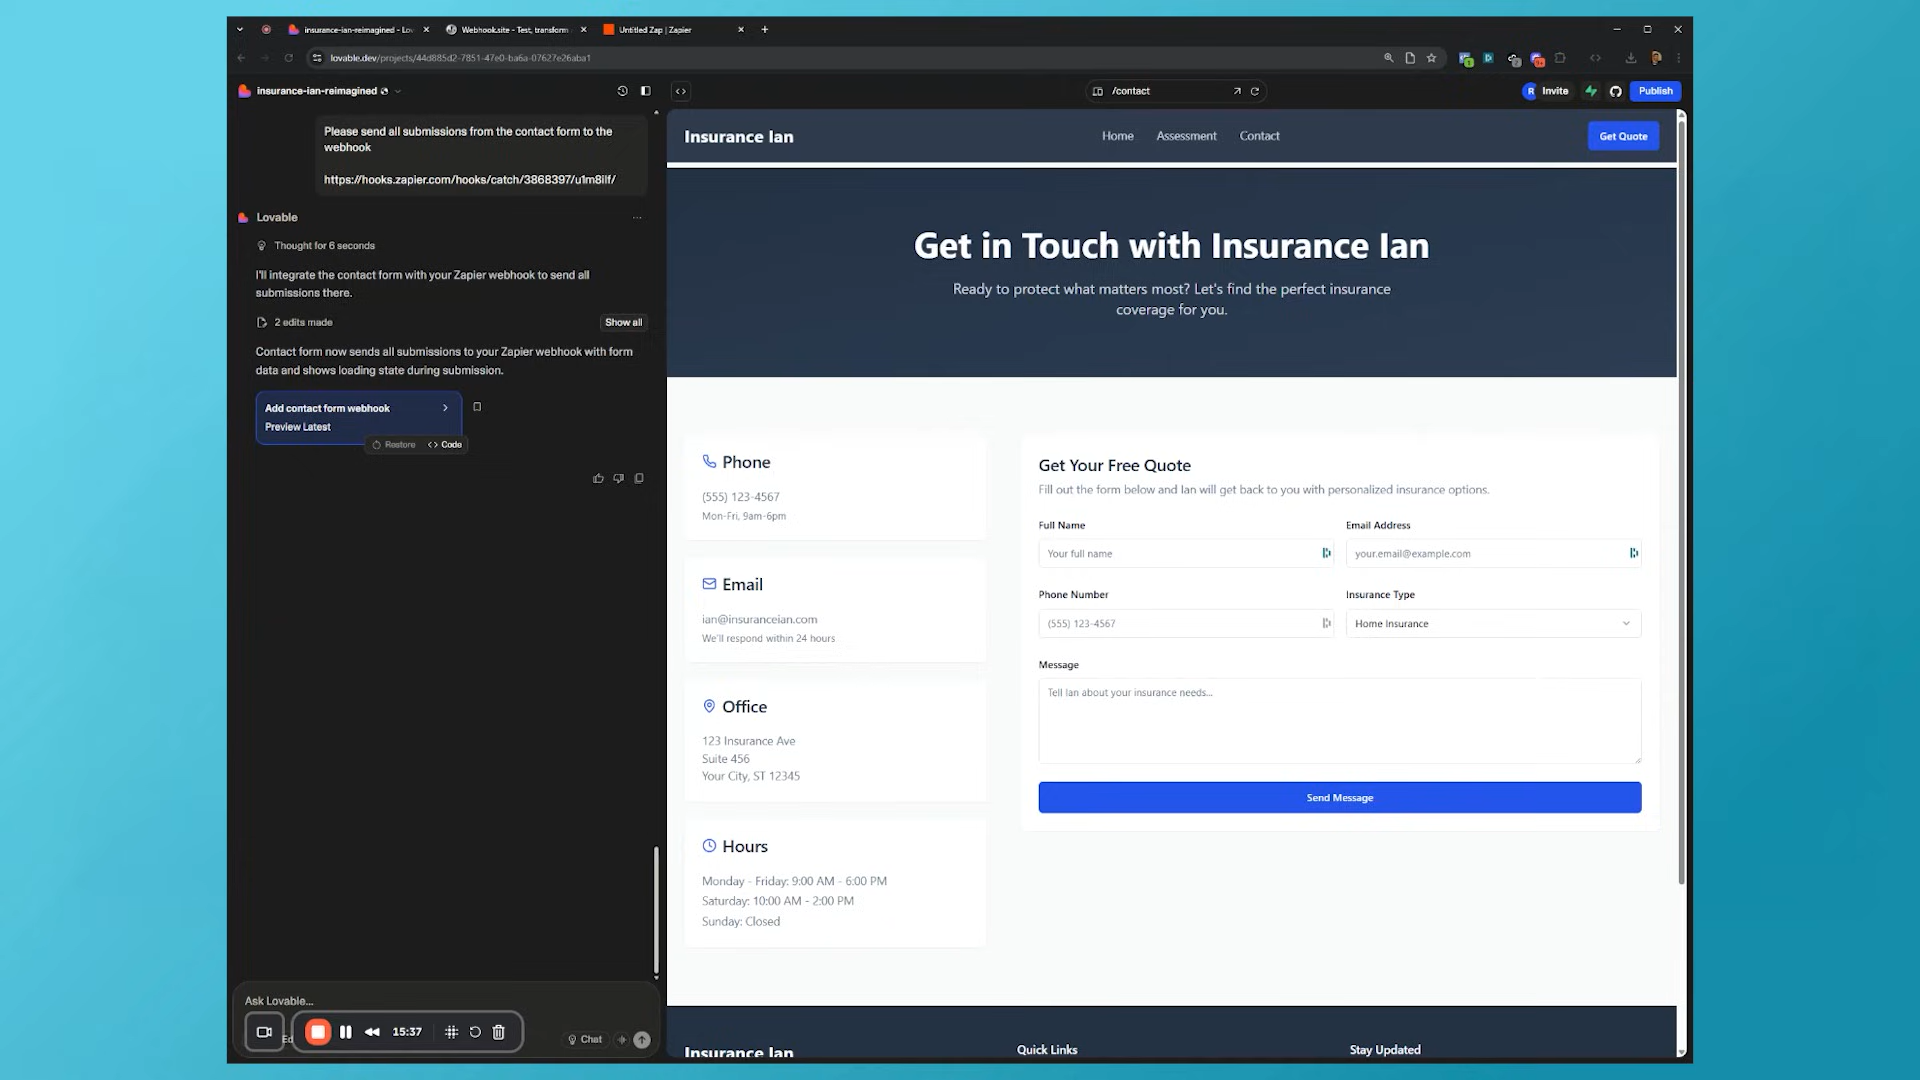 insurance-ian-reimagined - Lov
Webhook.site - Test, transform
Untitled Zap | Zapier
lovable.dev/projects/44d885d2-7851-47e0-ba6a-07627e26aba1
insurance-ian-reimagined
/contact
R
Invite
Publish
Please send all submissions from the contact form to the
webhook
https://hooks.zapier.com/hooks/catch/3868397/u1m8ilf/
Lovable
Thought for 6 seconds
I'll integrate the contact form with your Zapier webhook to send all
submissions there.
2 edits made
Show all
Contact form now sends all submissions to your Zapier webhook with form
data and shows loading state during submission.
Add contact form webhook
Preview Latest
Restore
Code
Ask Lovable...
15:37
Chat
Insurance Ian
Home
Assessment
Contact
Get Quote
Get in Touch with Insurance Ian
Ready to protect what matters most? Let's find the perfect insurance
coverage for you.
Phone
(555) 123-4567
Mon-Fri, 9am-6pm
Email
ian@insuranceian.com
We'll respond within 24 hours
Office
123 Insurance Ave
Suite 456
Your City, ST 12345
Hours
Monday - Friday: 9:00 AM - 6:00 PM
Saturday: 10:00 AM - 2:00 PM
Sunday: Closed
Get Your Free Quote
Fill out the form below and Ian will get back to you with personalized insurance options.
Full Name
Email Address
Your full name
your.email@example.com
Phone Number
Insurance Type
(555) 123-4567
Home Insurance
Message
Tell Ian about your insurance needs...
Send Message
Insurance Ian
Quick Links
Stay Updated